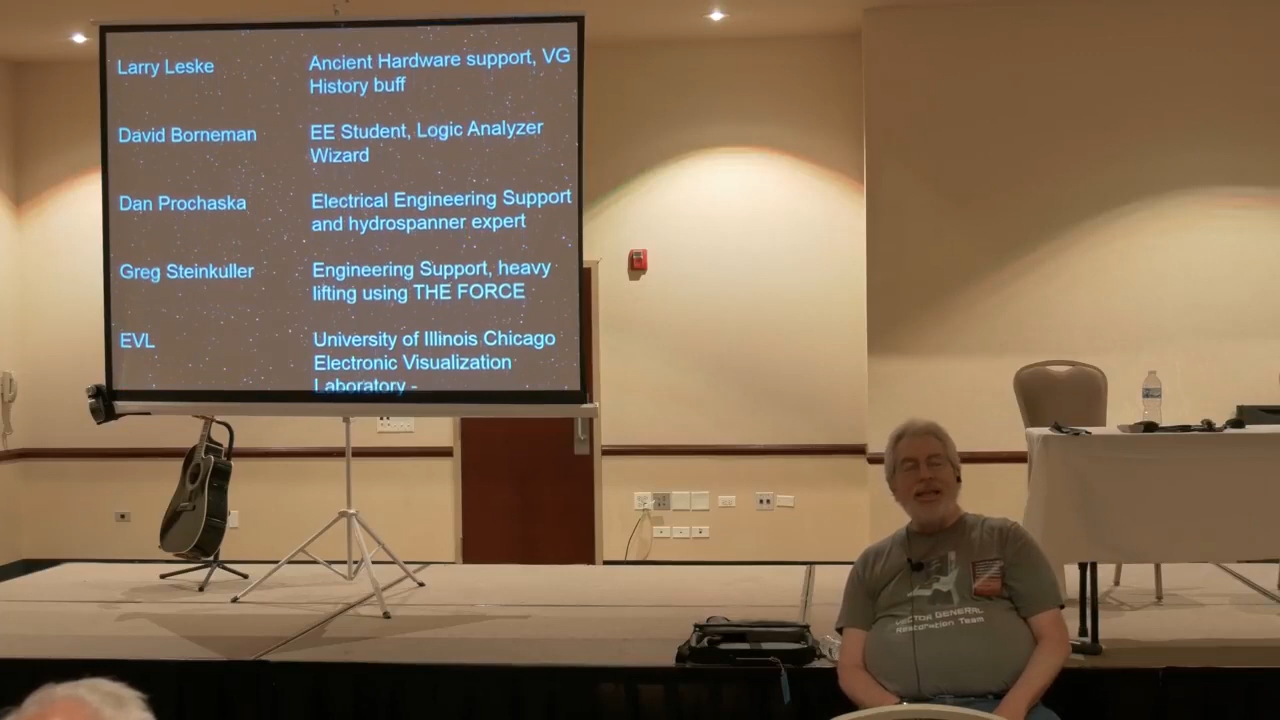 Larry Leske
Ancient Hardware support, VG
History buff
David Borneman
EE Student, Logic Analyzer
Wizard
Dan Prochaska
Electrical Engineering Support
and hydrospanner expert
Greg Steinkuller
Engineering Support, heavy
lifting using THE FORCE
EVL
University of Illinois Chicago
Electronic Visualization
Laboratory -
VECTOR GENERAL
Restoration Team